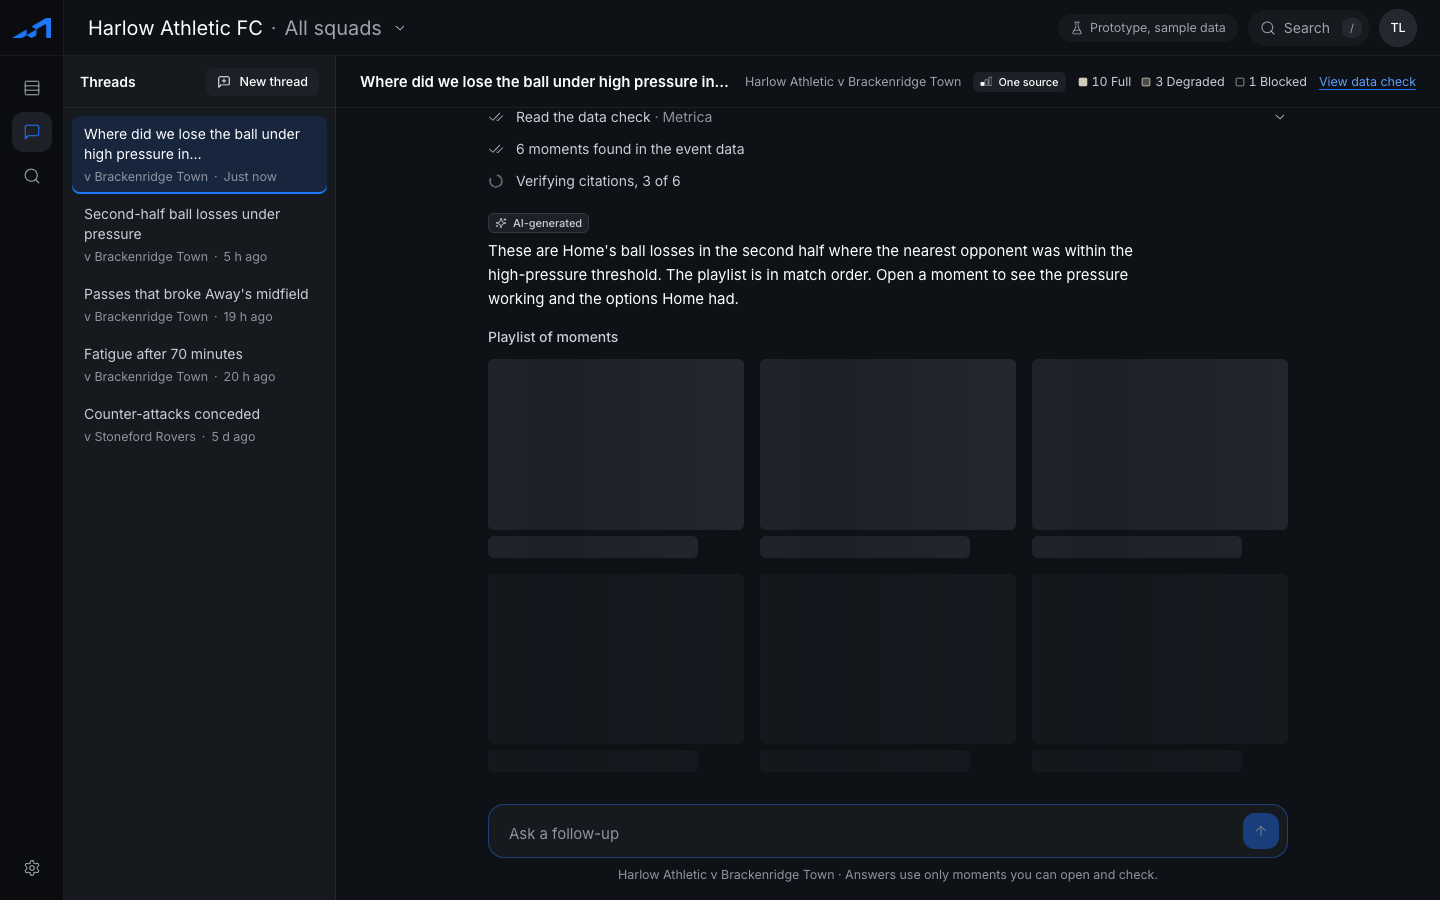 Harlow Athletic FC · All squads
Prototype, sample data
Search /
TL
Threads
New thread
Where did we lose the ball under high pressure in...
v Brackenridge Town · Just now
Second-half ball losses under pressure
v Brackenridge Town · 5 h ago
Passes that broke Away's midfield
v Brackenridge Town · 19 h ago
Fatigue after 70 minutes
v Brackenridge Town · 20 h ago
Counter-attacks conceded
v Stoneford Rovers · 5 d ago
Where did we lose the ball under high pressure in...
Harlow Athletic v Brackenridge Town
One source
10 Full
3 Degraded
1 Blocked
View data check
Read the data check · Metrica
6 moments found in the event data
Verifying citations, 3 of 6
AI-generated
These are Home's ball losses in the second half where the nearest opponent was within the
high-pressure threshold. The playlist is in match order. Open a moment to see the pressure
working and the options Home had.
Playlist of moments
Ask a follow-up
Harlow Athletic v Brackenridge Town · Answers use only moments you can open and check.